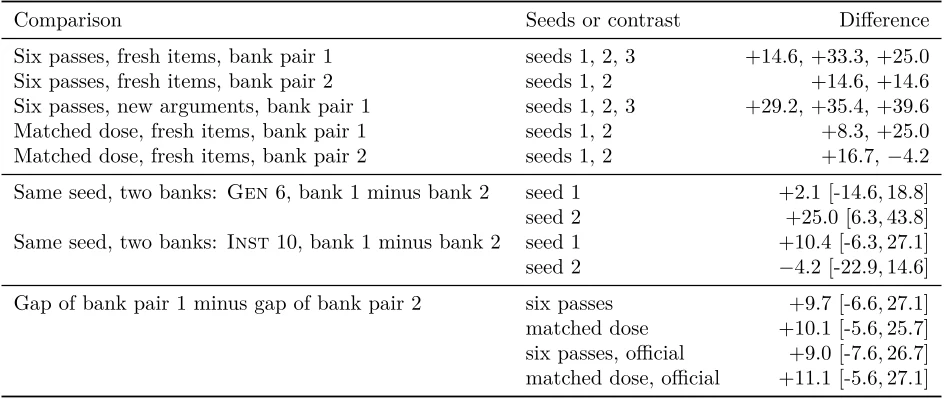 Comparison Seeds or contrast Difference
Six passes, fresh items, bank pair 1 seeds 1, 2, 3 +14.6, +33.3, +25.0
Six passes, fresh items, bank pair 2 seeds 1, 2 +14.6, +14.6
Six passes, new arguments, bank pair 1 seeds 1, 2, 3 +29.2, +35.4, +39.6
Matched dose, fresh items, bank pair 1 seeds 1, 2 +8.3, +25.0
Matched dose, fresh items, bank pair 2 seeds 1, 2 +16.7, −4.2
Same seed, two banks: Gen 6, bank 1 minus bank 2 seed 1 +2.1 [-14.6, 18.8]
seed 2 +25.0 [6.3, 43.8]
Same seed, two banks: Inst 10, bank 1 minus bank 2 seed 1 +10.4 [-6.3, 27.1]
seed 2 −4.2 [-22.9, 14.6]
Gap of bank pair 1 minus gap of bank pair 2 six passes +9.7 [-6.6, 27.1]
matched dose +10.1 [-5.6, 25.7]
six passes, official +9.0 [-7.6, 26.7]
matched dose, official +11.1 [-5.6, 27.1]